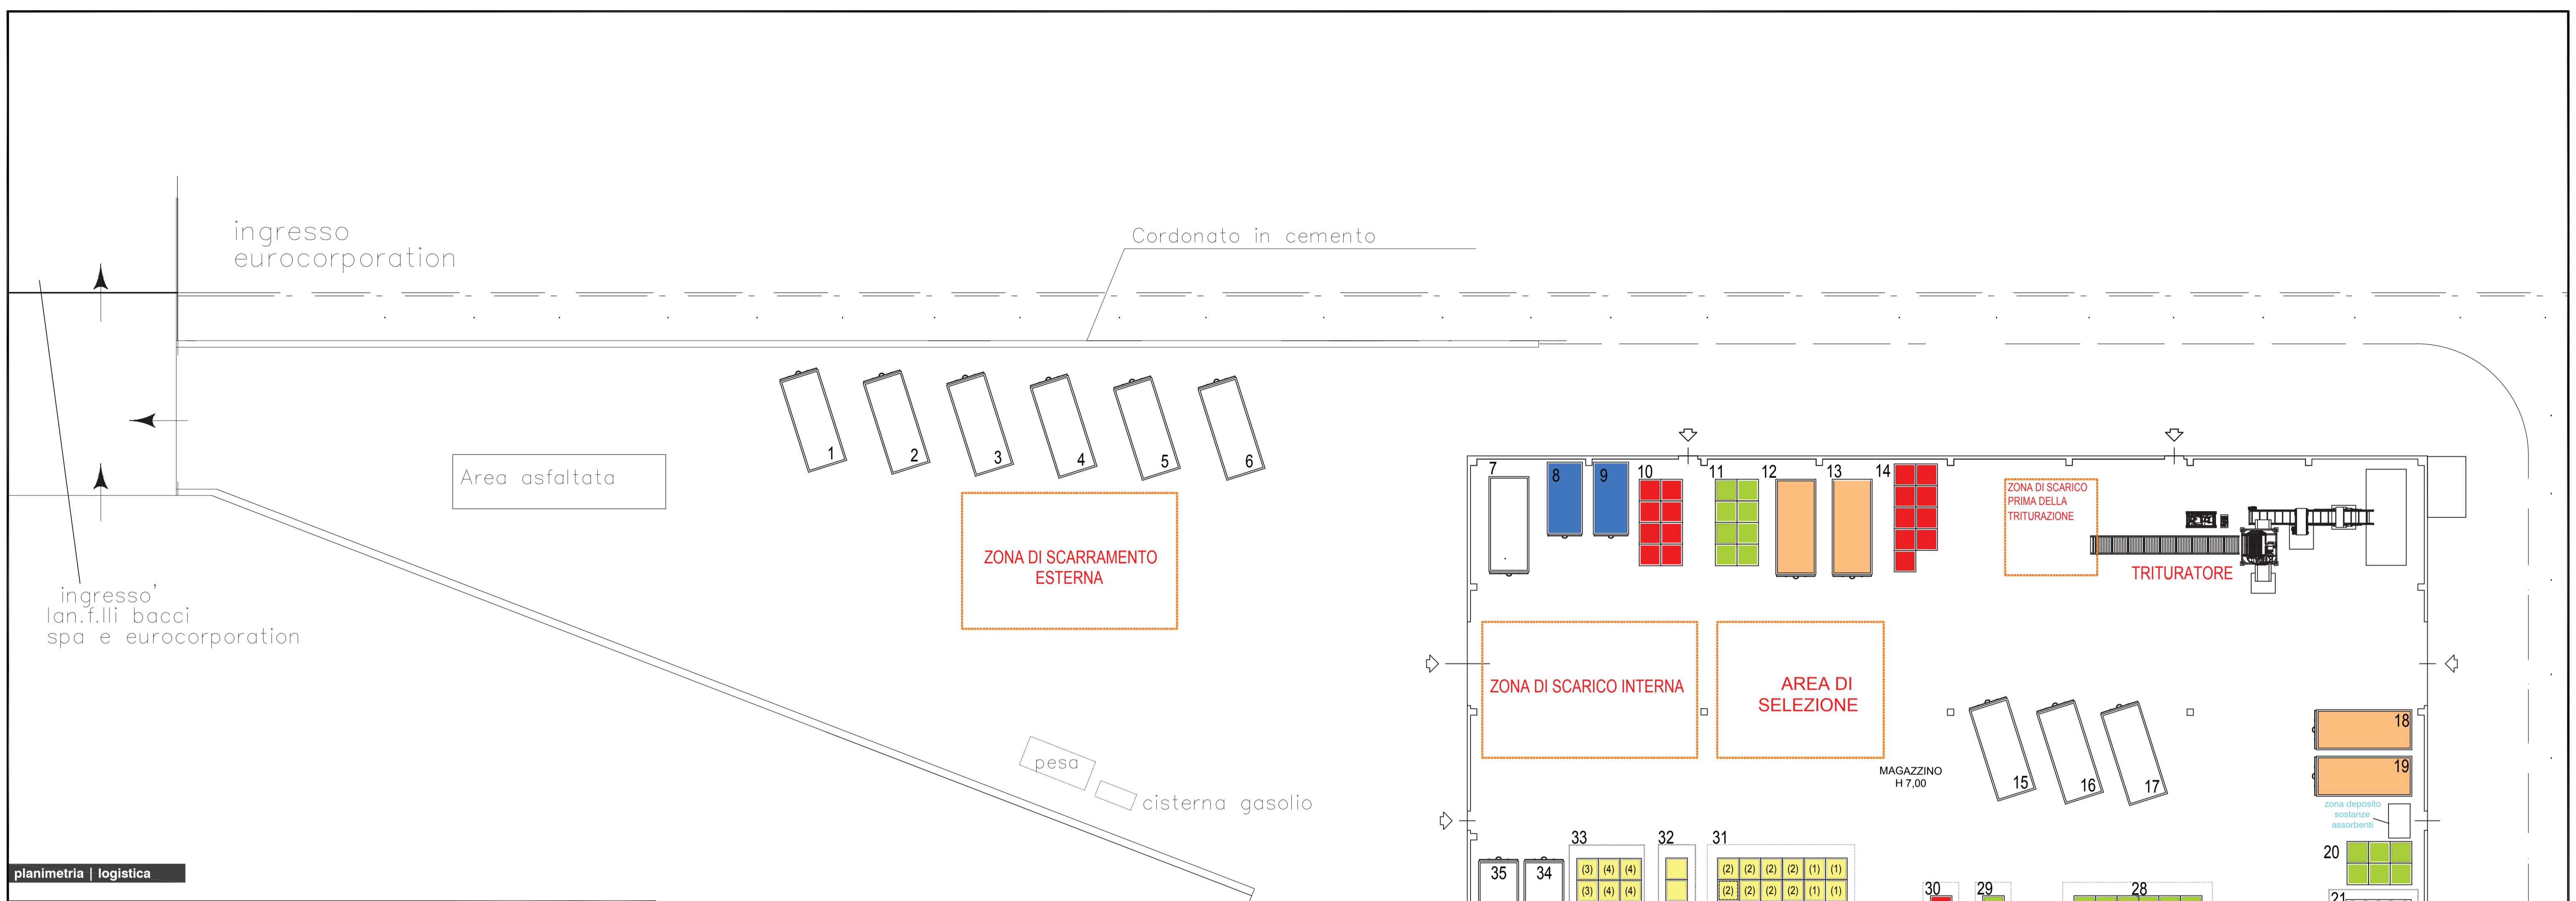 ingresso
eurocorporation
Cordonato in cemento
1
2
3
4
5
6
Area asfaltata
ZONA DI SCARRAMENTO
ESTERNA
ingresso'
lan.f.lli bacci
spa e eurocorporation
pesa
cisterna gasolio
7
8
9
10
11
12
13
14
ZONA DI SCARICO
PRIMA DELLA
TRITURAZIONE
TRITURATORE
ZONA DI SCARICO INTERNA
AREA DI
SELEZIONE
MAGAZZINO
H 7,00
15
16
17
18
19
zona deposito
sostanze
assorbenti
20
21
28
29
30
31
(2) (2) (2) (2) (1) (1)
(2) (2) (2) (2) (1) (1)
32
33
(3) (4) (4)
(3) (4) (4)
34
35
planimetria | logistica